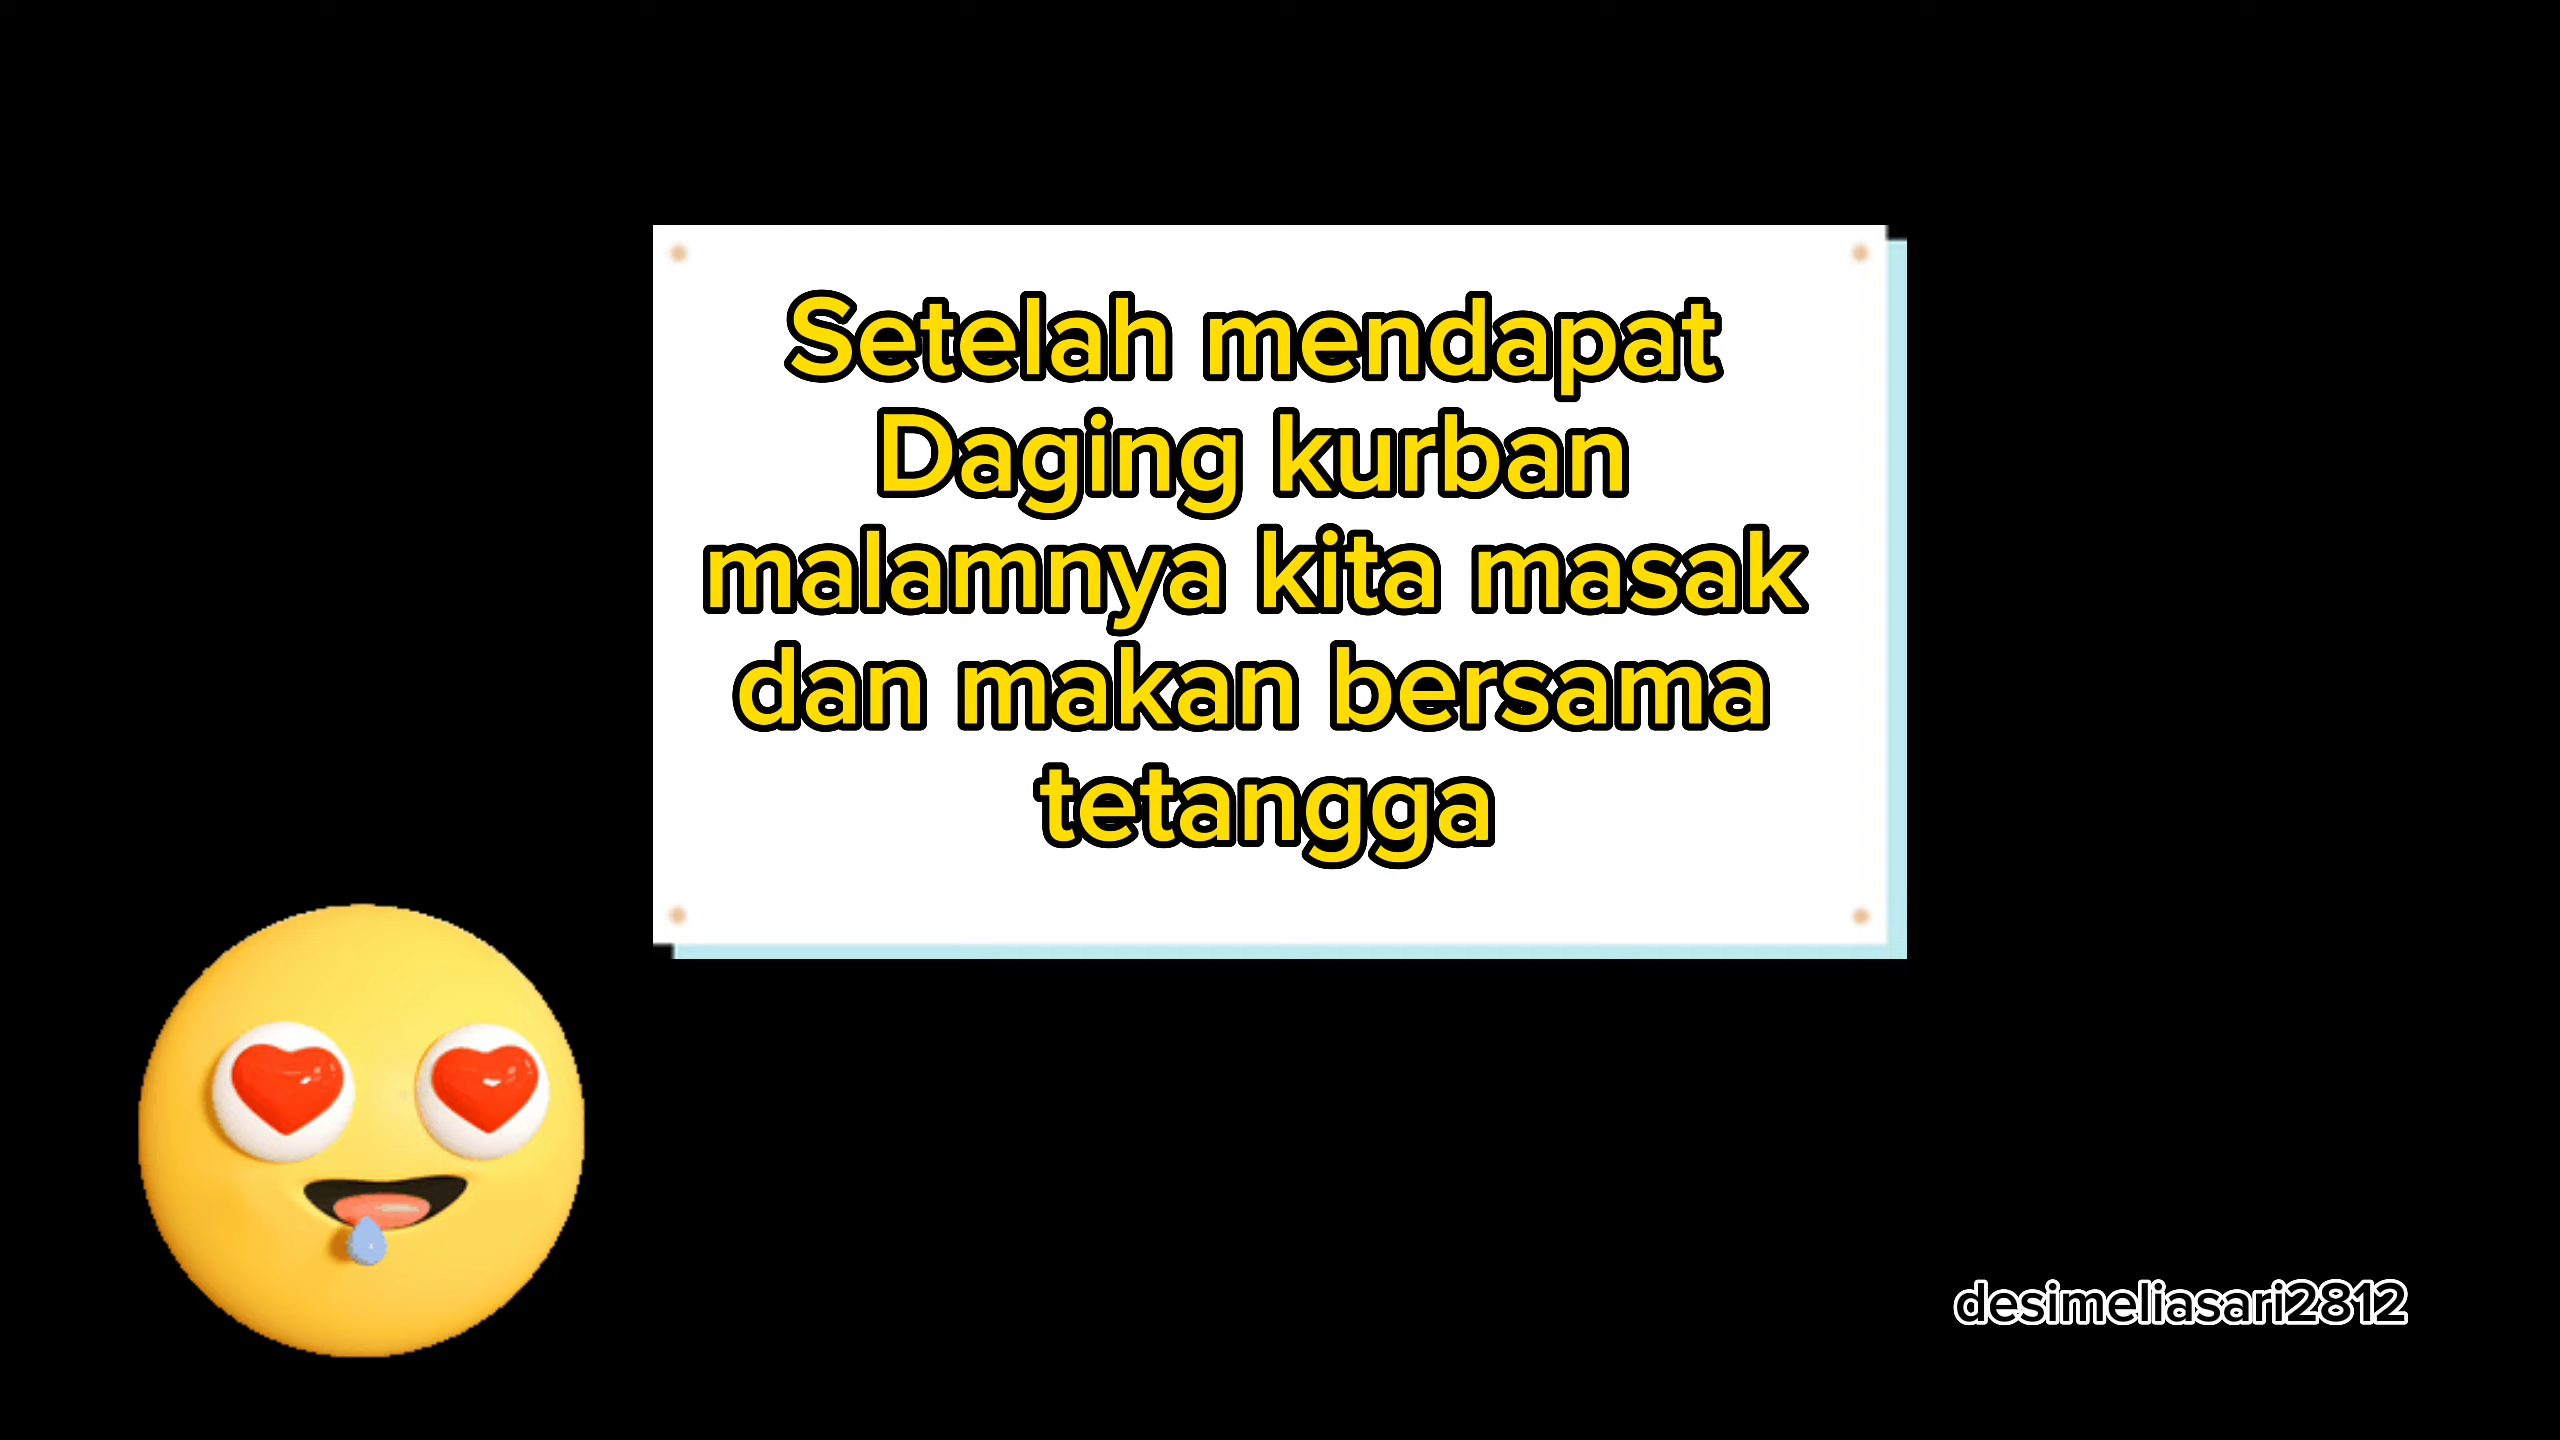 Setelah mendapat
Daging kurban
malamnya kita masak
dan makan bersama
tetangga
desimeliasari2812